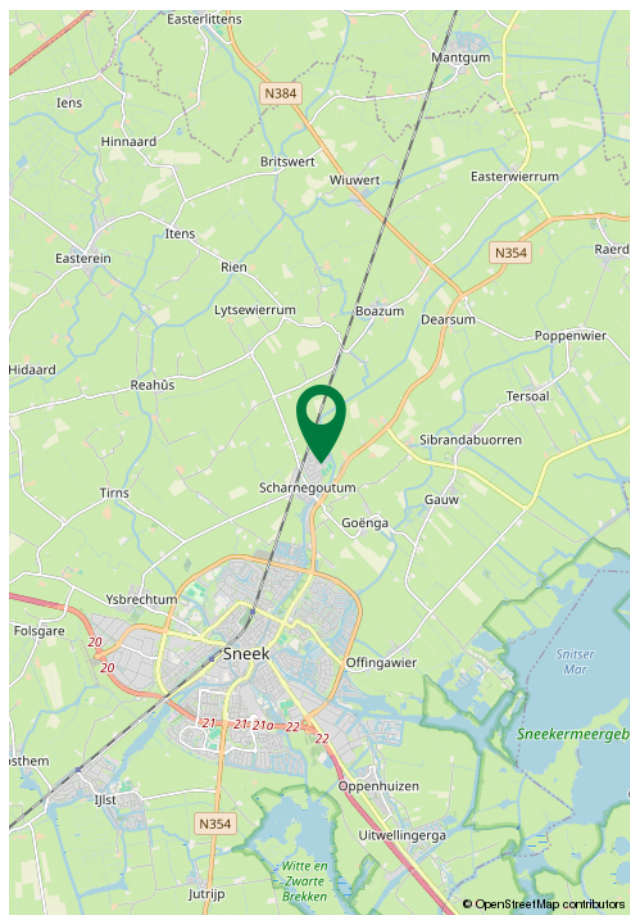 Easterlittens
Mantgum
N384
Iens
Hinnaard
Britswert
Wiuwert
Easterwierrum
Itens
Easterein
Rien
N354
Raerd
Lytsewierrum
Boazum
Dearsum
Poppenwier
Hidaard
Reahûs
Tersoal
Sibrandabuorren
Scharnegoutum
Tirns
Gauw
Goënga
Ysbrechtum
Folsgare
20
20
Sneek
Offingawier
Snitser
Mar
21
21
21a
22
22
Sneekermeergeb
osthem
IJlst
Oppenhuizen
N354
Uitwellingerga
Witte en
Zwarte
Brekken
Jutrijp
© OpenStreetMap contributors